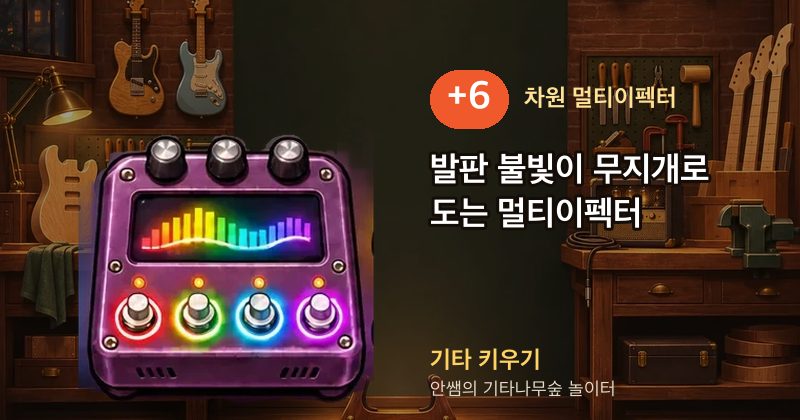 +6 차원 멀티이펙터
발판 불빛이 무지개로
도는 멀티이펙터
기타 키우기
안쌤의 기타나무숲 놀이터